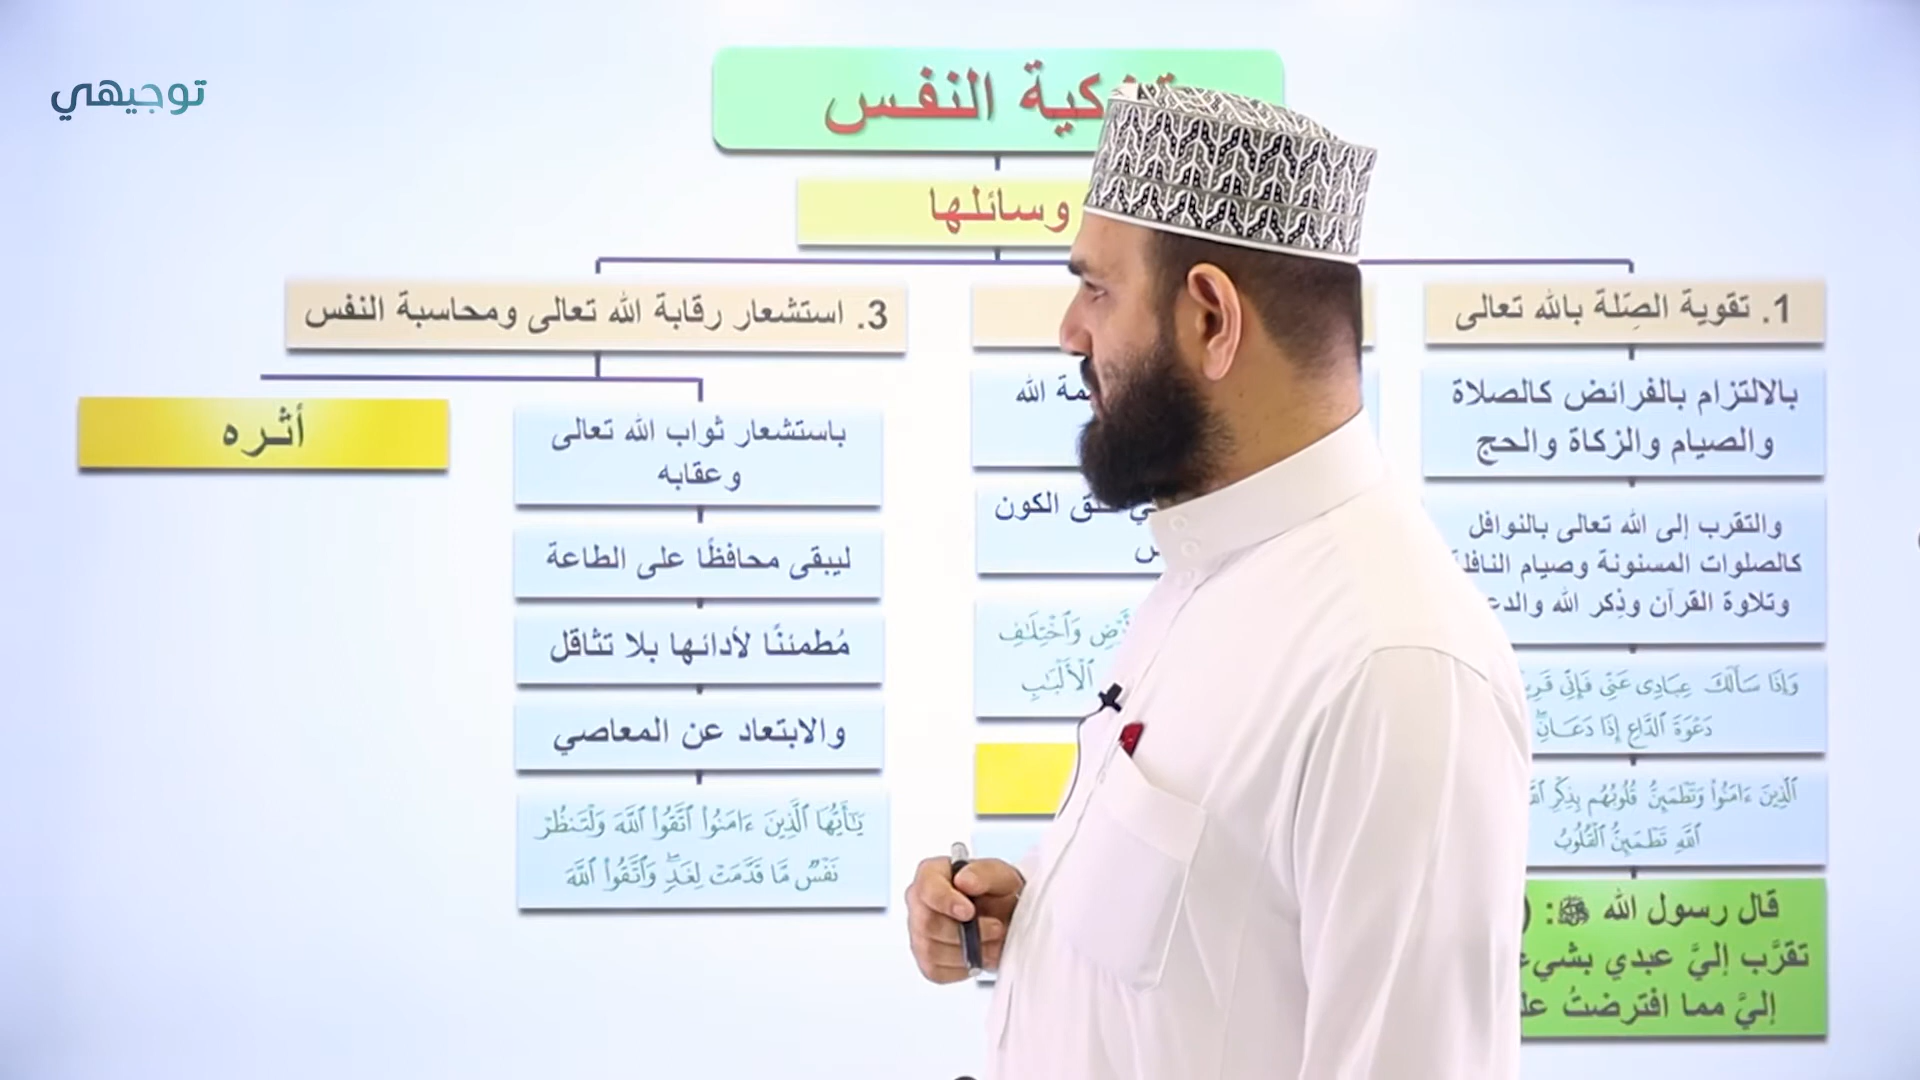 توجيهي
النفس
وسائلها
1. تقوية الصِّلة بالله تعالى
بالالتزام بالفرائض كالصلاة
والصيام والزكاة والحج
والتقرب إلى الله تعالى بالنوافل
كالصلوات المسنونة وصيام
وتلاوة القرآن وذِكر الله
وَإِذَا سَأَلَكَ عِبَادِى عَنِّى فَإِنِّى
دَعْوَةَ ٱلدَّاعِ إِذَا دَعَانِ
ٱلَّذِينَ ءَامَنُوا۟ وَتَطْمَئِنُّ قُلُوبُهُم بِذِكْرِ
ٱللَّهِ تَطْمَئِنُّ ٱلْقُلُوبُ
قال رسول الله ﷺ: (
تقرَّب إليَّ عبدي
إليَّ مما افترضتُ
الله
الكون
وَٱخْتِلَـٰفِ
ٱلْأَلْبَـٰبِ
3. استشعار رقابة الله تعالى ومحاسبة النفس
باستشعار ثواب الله تعالى
وعقابه
ليبقى محافظًا على الطاعة
مُطمئنًا لأدائها بلا تثاقل
والابتعاد عن المعاصي
يَـٰٓأَيُّهَا ٱلَّذِينَ ءَامَنُوا۟ ٱتَّقُوا۟ ٱللَّهَ وَلْتَنظُرْ
نَفْسٌ مَّا قَدَّمَتْ لِغَدٍ ۖ وَٱتَّقُوا۟ ٱللَّهَ
أثره